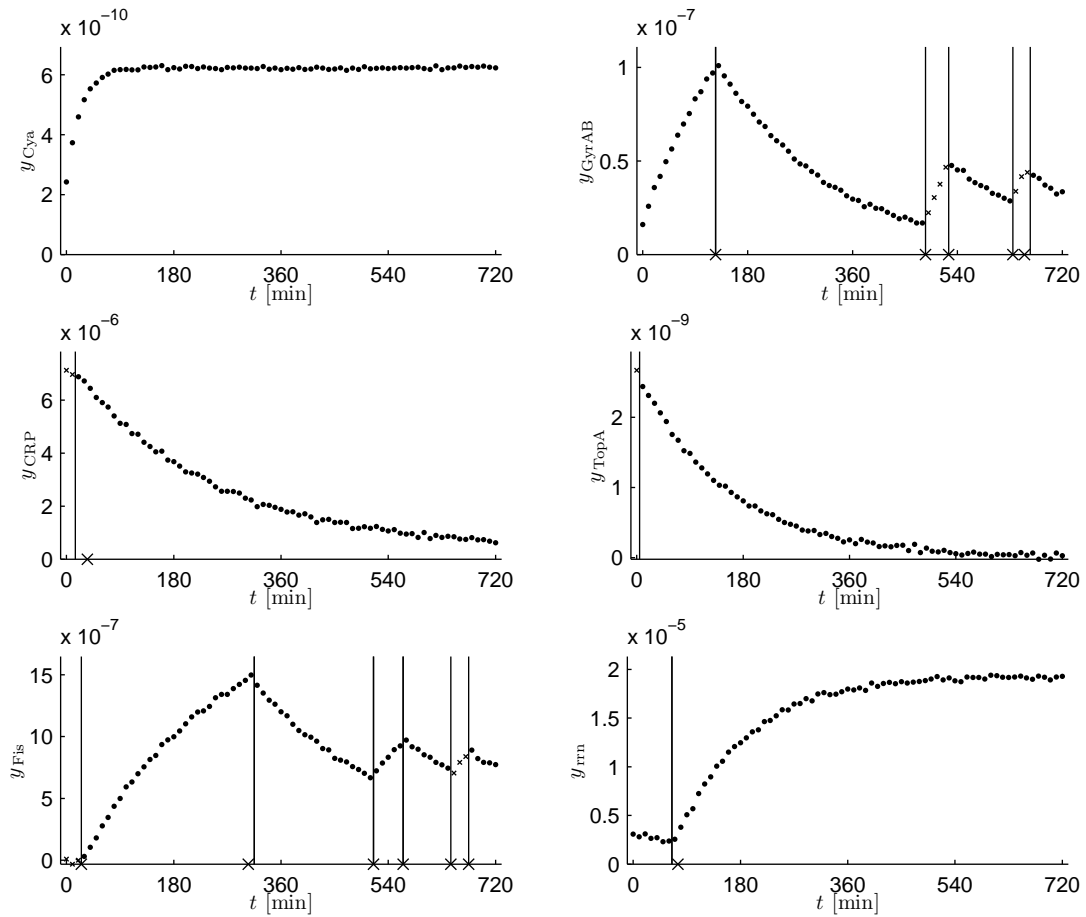 x 10⁻¹⁰
6
4
2
0
y_Cya
0 180 360 540 720
t [min]
x 10⁻⁷
1
0.5
0
y_GyrAB
0 180 360 540 720
t [min]
x 10⁻⁶
6
4
2
0
y_CRP
0 180 360 540 720
t [min]
x 10⁻⁹
2
1
0
y_TopA
0 180 360 540 720
t [min]
x 10⁻⁷
15
10
5
0
y_Fis
0 180 360 540 720
t [min]
x 10⁻⁵
2
1.5
1
0.5
0
y_rrn
0 180 360 540 720
t [min]